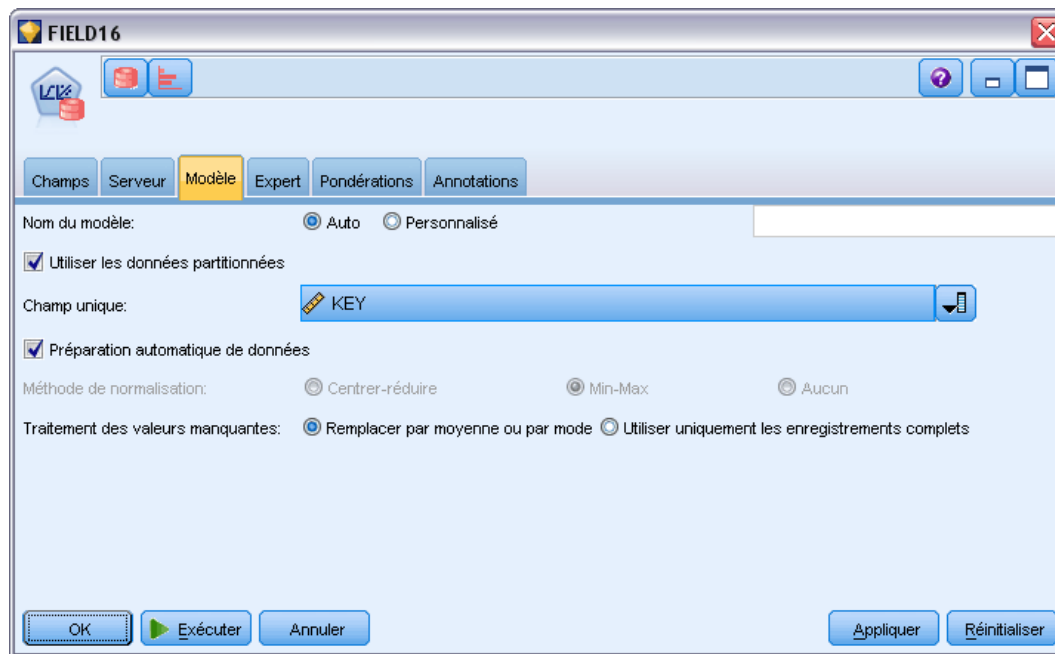 FIELD16
Champs Serveur Modèle Expert Pondérations Annotations
Nom du modèle: Auto Personnalisé
Utiliser les données partitionnées
Champ unique: KEY
Préparation automatique de données
Méthode de normalisation: Centrer-réduire Min-Max Aucun
Traitement des valeurs manquantes: Remplacer par moyenne ou par mode Utiliser uniquement les enregistrements complets
OK Exécuter Annuler Appliquer Réinitialiser